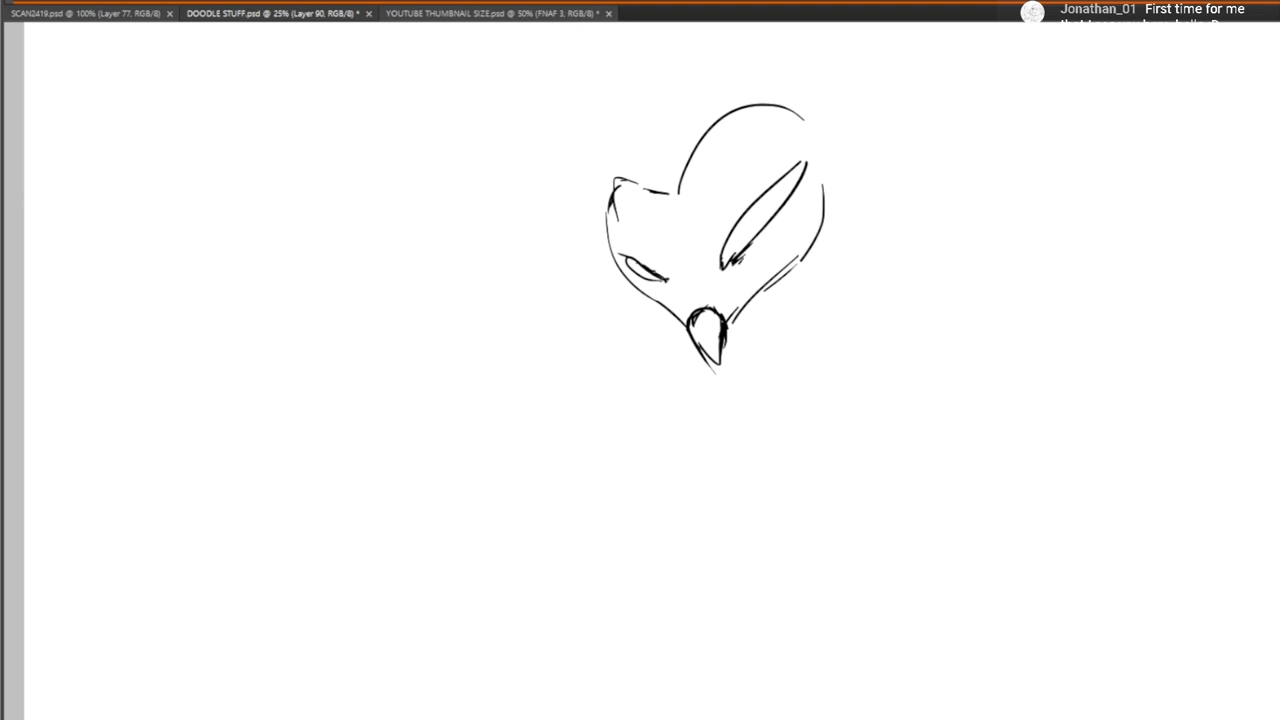 SCAN2419.psd @ 100% (Layer 77, RGB/8) × DOODLE STUFF.psd @ 25% (Layer 90, RGB/8) * × YOUTUBE THUMBNAIL SIZE.psd @ 50% (FNAF 3, RGB/8) * ×
Jonathan_01 First time for me